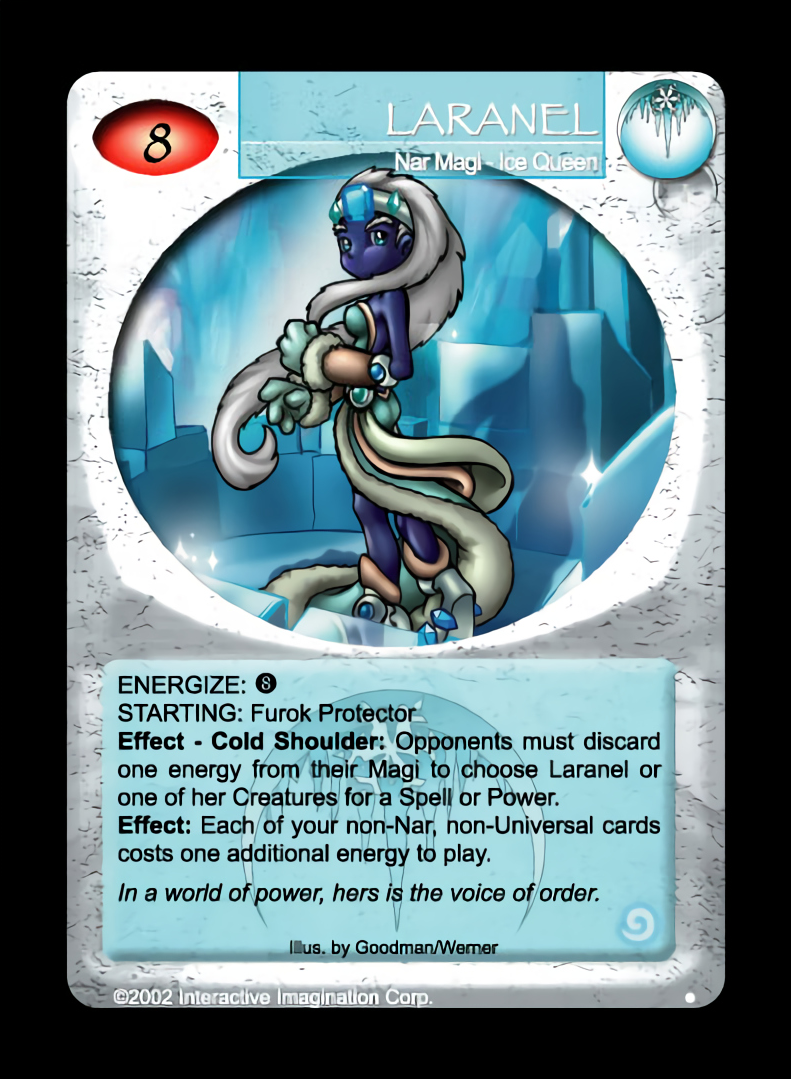 8
LARANEL
Nar Magi - Ice Queen
ENERGIZE: 8
STARTING: Furok Protector
Effect - Cold Shoulder: Opponents must discard
one energy from their Magi to choose Laranel or
one of her Creatures for a Spell or Power.
Effect: Each of your non-Nar, non-Universal cards
costs one additional energy to play.
In a world of power, hers is the voice of order.
Illus. by Goodman/Werner
©2002 Interactive Imagination Corp.